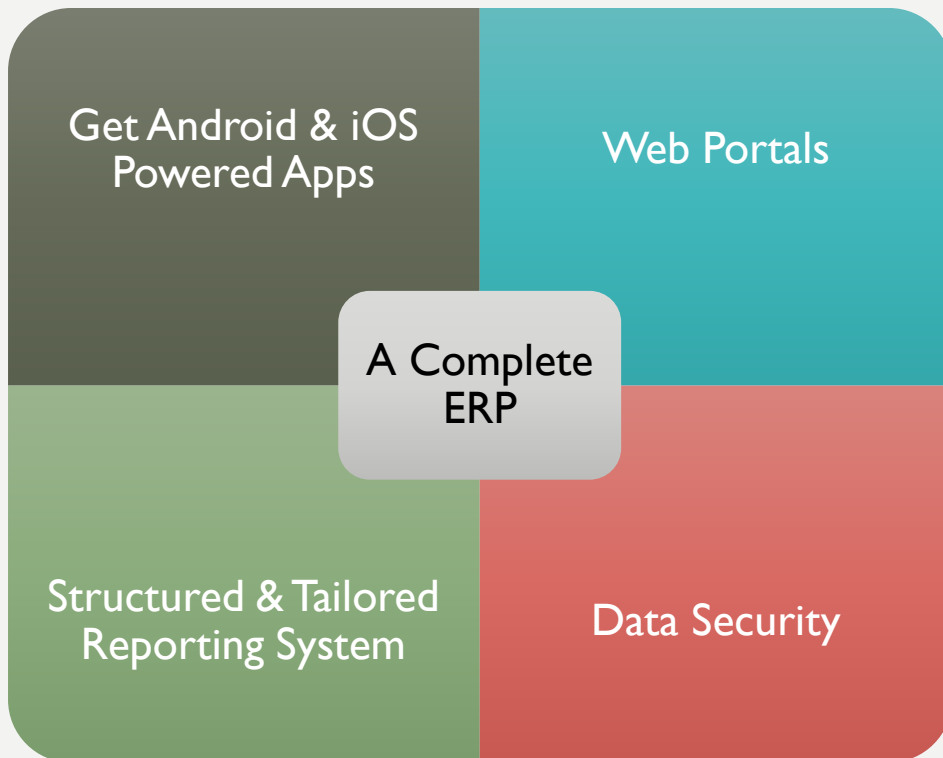 Get Android & iOS
Powered Apps
Web Portals
A Complete
ERP
Structured & Tailored
Reporting System
Data Security